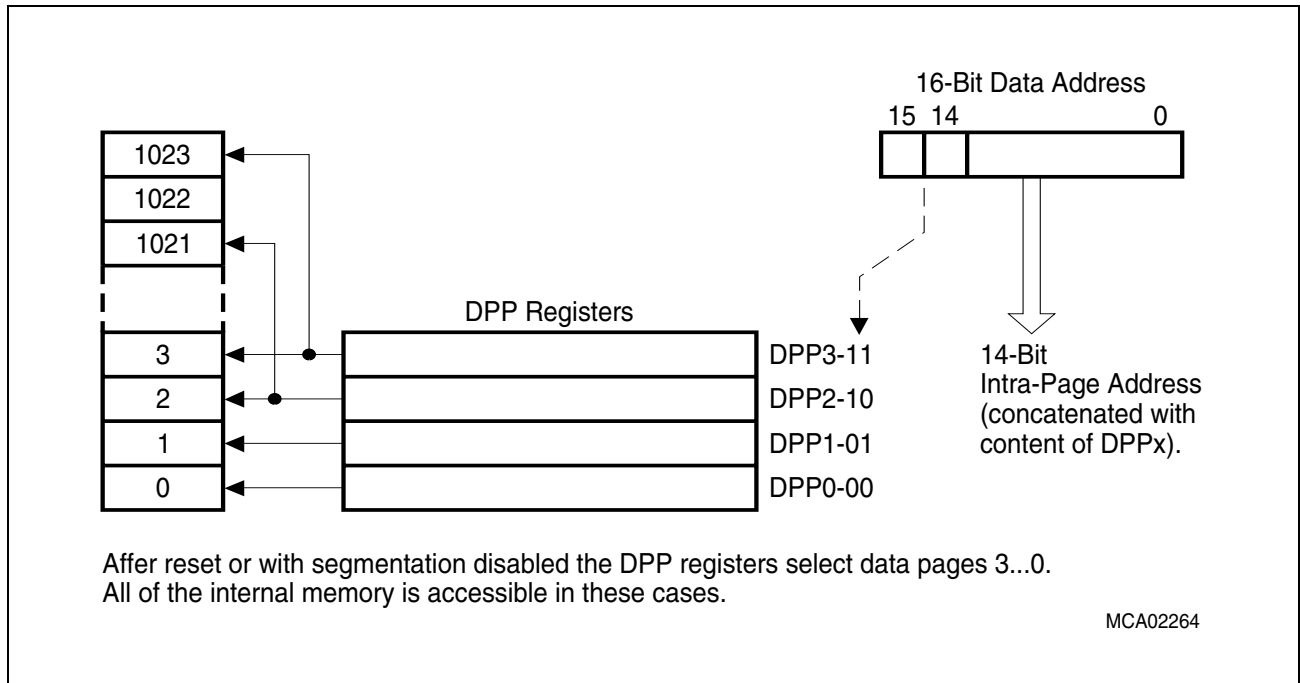 16-Bit Data Address
15 14 0
1023
1022
1021
DPP Registers
3
DPP3-11
2
DPP2-10
1
DPP1-01
0
DPP0-00
14-Bit
Intra-Page Address
(concatenated with
content of DPPx).
Affer reset or with segmentation disabled the DPP registers select data pages 3...0.
All of the internal memory is accessible in these cases.
MCA02264